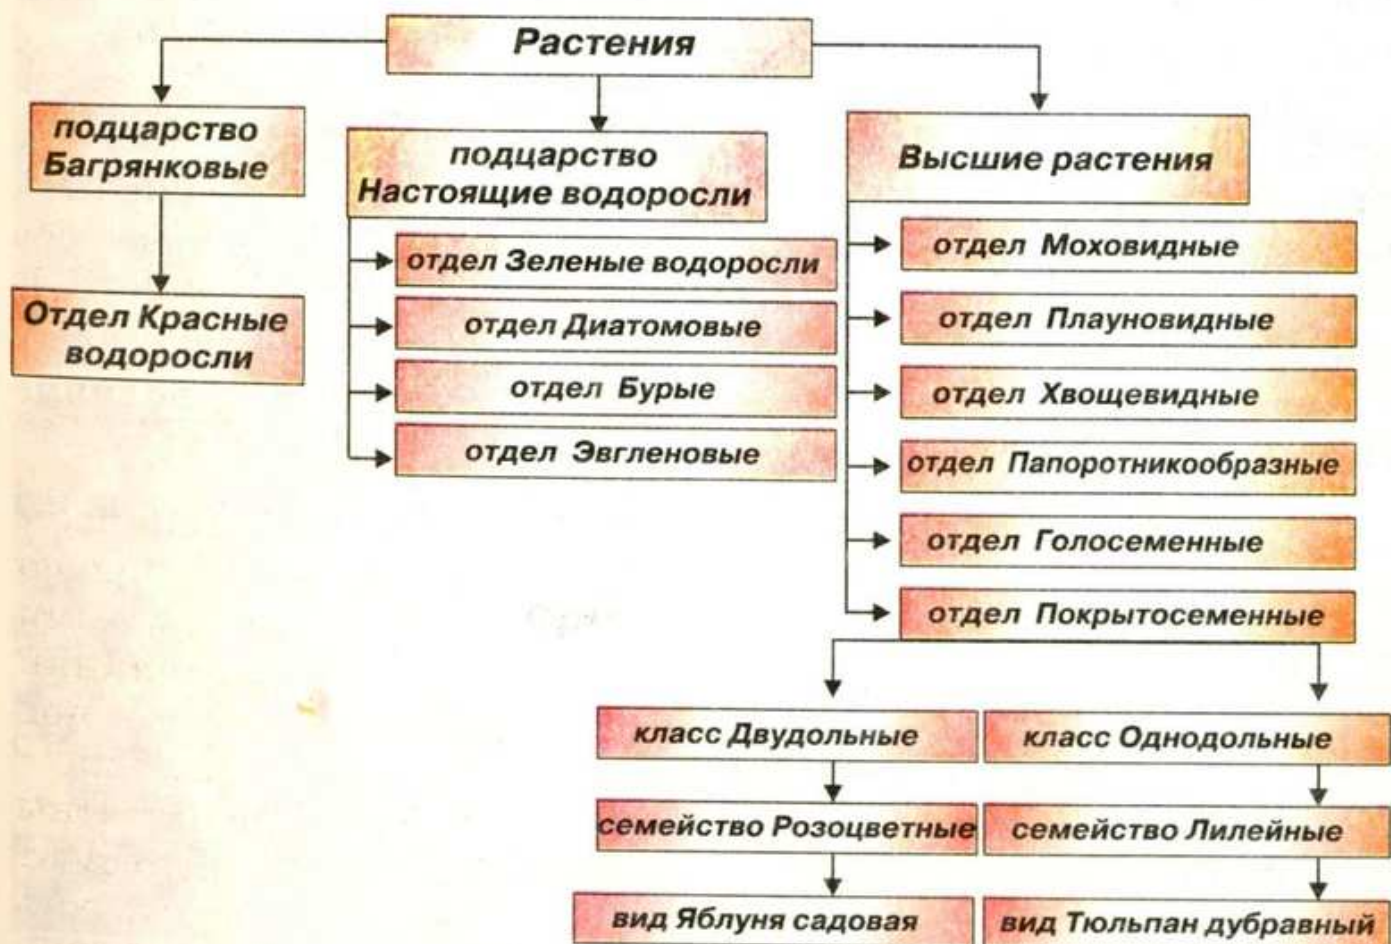 Растения
подцарство
Багрянковые
Отдел Красные
водоросли
подцарство
Настоящие водоросли
отдел Зеленые водоросли
отдел Диатомовые
отдел Бурые
отдел Эвгленовые
Высшие растения
отдел Моховидные
отдел Плауновидные
отдел Хвощевидные
отдел Папоротникообразные
отдел Голосеменные
отдел Покрытосеменные
класс Двудольные
семейство Розоцветные
вид Яблуня садовая
класс Однодольные
семейство Лилейные
вид Тюльпан дубравный